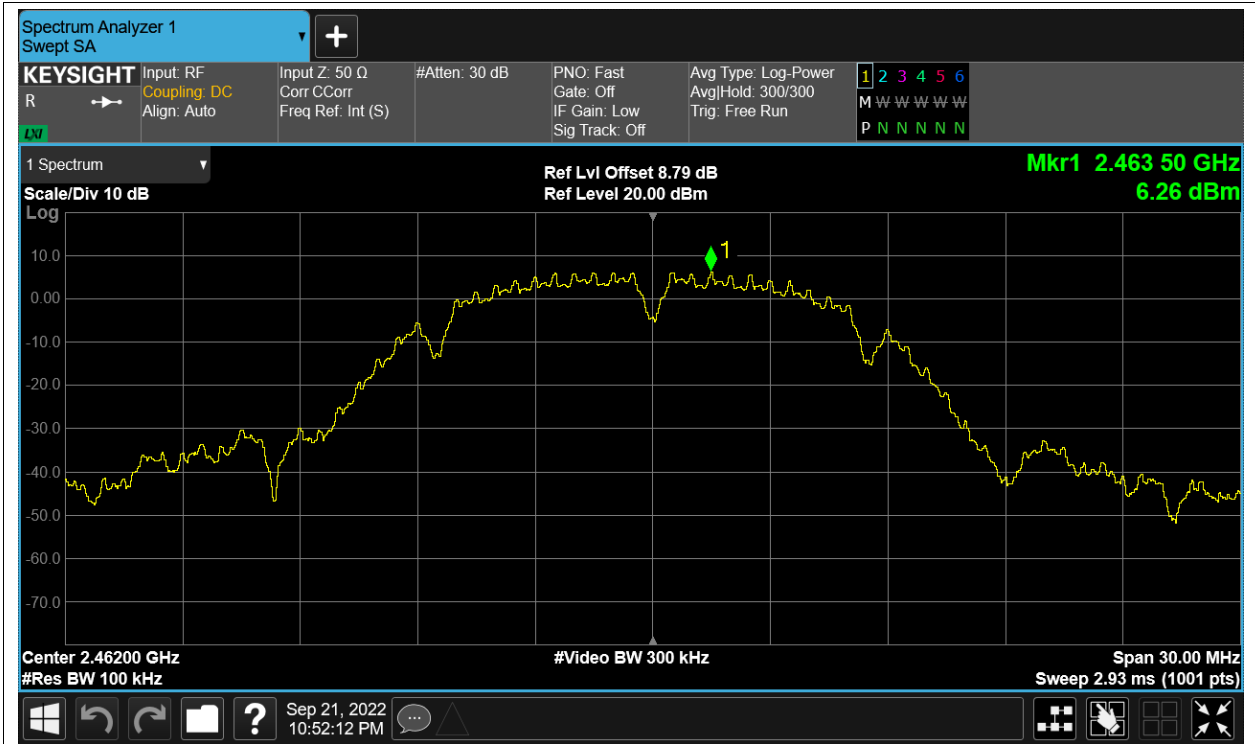 Spectrum Analyzer 1
Swept SA
KEYSIGHT
R
LXI
Input: RF
Coupling: DC
Align: Auto
Input Z: 50 Ω
Corr CCorr
Freq Ref: Int (S)
#Atten: 30 dB
PNO: Fast
Gate: Off
IF Gain: Low
Sig Track: Off
Avg Type: Log-Power
Avg|Hold: 300/300
Trig: Free Run
1 2 3 4 5 6
M W W W W W
P N N N N N
1 Spectrum
Scale/Div 10 dB
Log
Ref Lvl Offset 8.79 dB
Ref Level 20.00 dBm
Mkr1 2.463 50 GHz
6.26 dBm
1
10.0
0.00
-10.0
-20.0
-30.0
-40.0
-50.0
-60.0
-70.0
Center 2.46200 GHz
#Res BW 100 kHz
#Video BW 300 kHz
Span 30.00 MHz
Sweep 2.93 ms (1001 pts)
?
Sep 21, 2022
10:52:12 PM